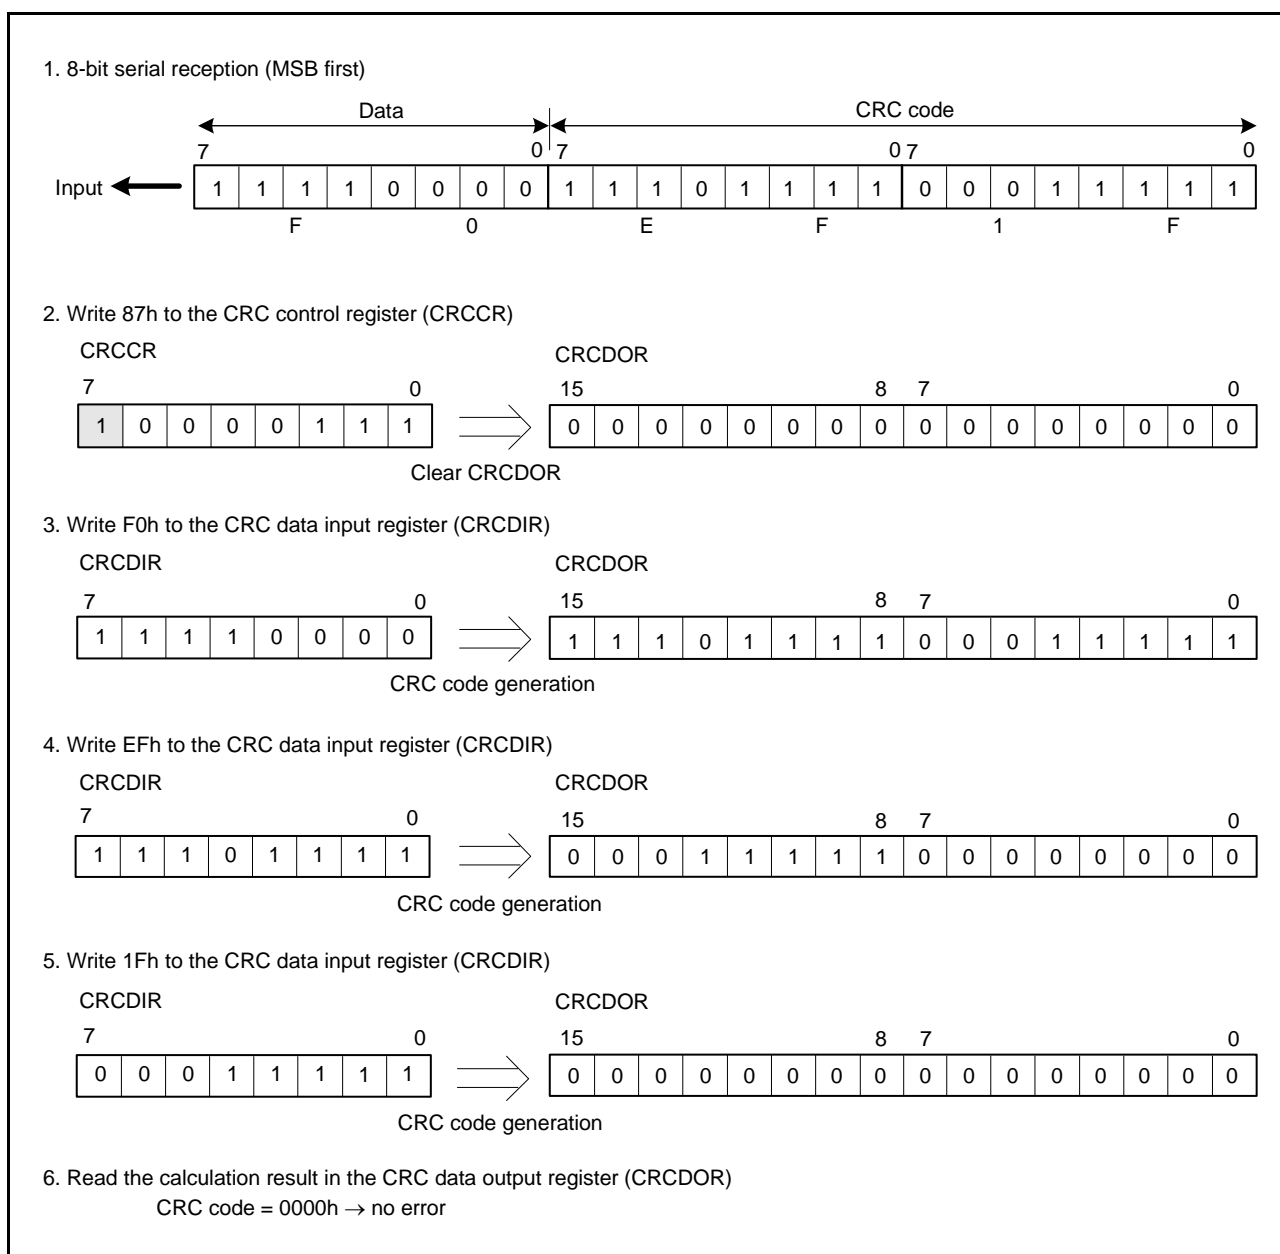 1. 8-bit serial reception (MSB first)
Data CRC code
7 0 7 0 7 0
Input 1 1 1 1 0 0 0 0 1 1 1 0 1 1 1 1 0 0 0 1 1 1 1 1
F 0 E F 1 F
2. Write 87h to the CRC control register (CRCCR)
CRCCR CRCDOR
7 0 15 8 7 0
1 0 0 0 0 1 1 1 0 0 0 0 0 0 0 0 0 0 0 0 0 0 0 0
Clear CRCDOR
3. Write F0h to the CRC data input register (CRCDIR)
CRCDIR CRCDOR
7 0 15 8 7 0
1 1 1 1 0 0 0 0 1 1 1 0 1 1 1 1 0 0 0 1 1 1 1 1
CRC code generation
4. Write EFh to the CRC data input register (CRCDIR)
CRCDIR CRCDOR
7 0 15 8 7 0
1 1 1 0 1 1 1 1 0 0 0 1 1 1 1 1 0 0 0 0 0 0 0 0
CRC code generation
5. Write 1Fh to the CRC data input register (CRCDIR)
CRCDIR CRCDOR
7 0 15 8 7 0
0 0 0 1 1 1 1 1 0 0 0 0 0 0 0 0 0 0 0 0 0 0 0 0
CRC code generation
6. Read the calculation result in the CRC data output register (CRCDOR)
CRC code = 0000h → no error